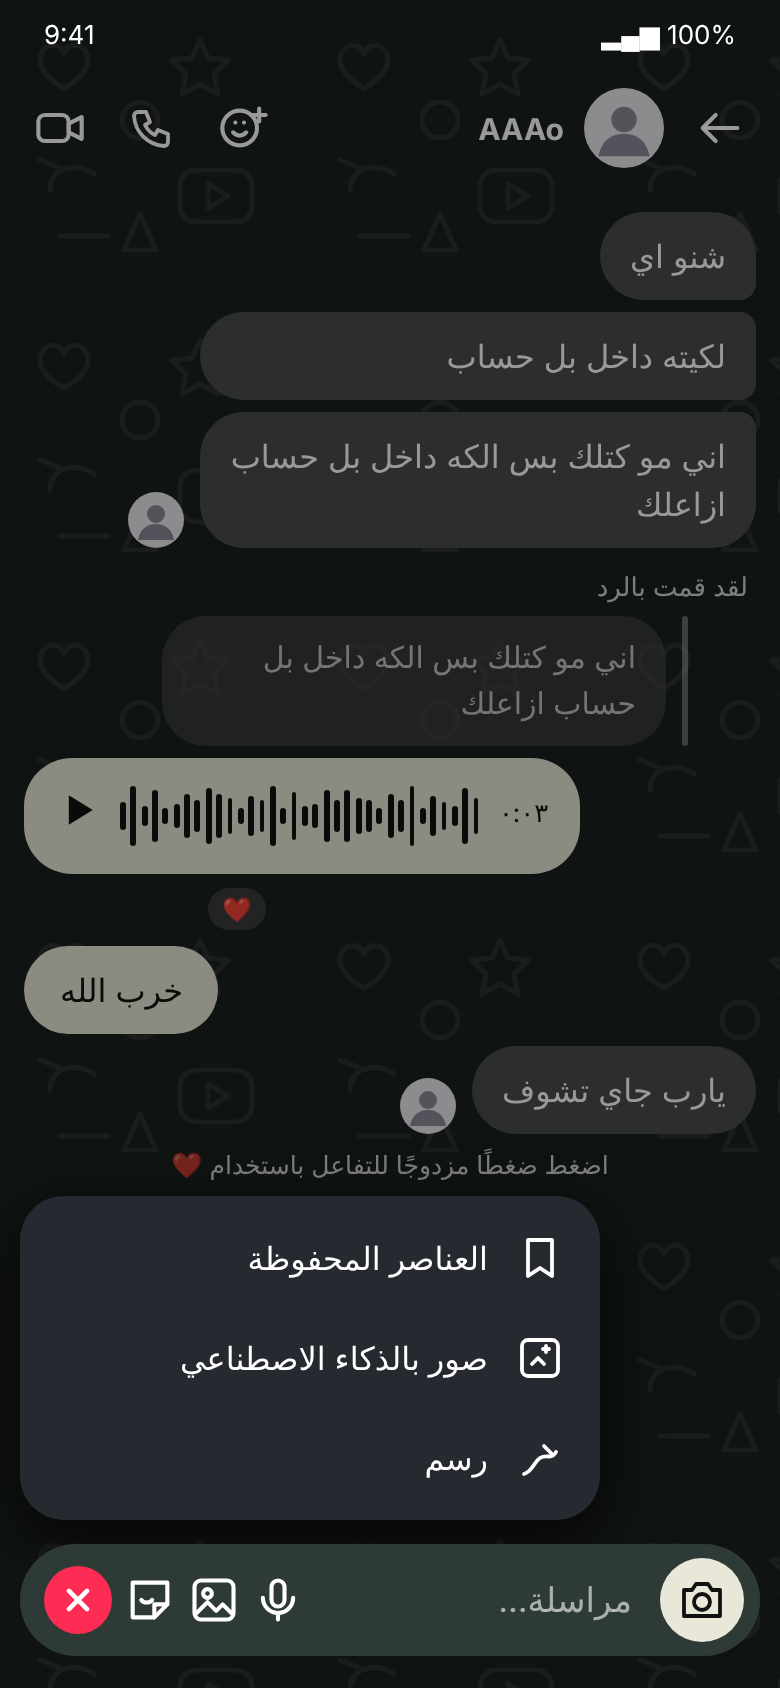 9:41
100%
AAAo
شنو اي
لكيته داخل بل حساب
اني مو كتلك بس الكه داخل بل حساب
ازاعلك
لقد قمت بالرد
اني مو كتلك بس الكه داخل بل
حساب ازاعلك
٠:٠٣
❤️
خرب الله
يارب جاي تشوف
اضغط ضغطًا مزدوجًا للتفاعل باستخدام ❤️
العناصر المحفوظة
صور بالذكاء الاصطناعي
رسم
مراسلة...